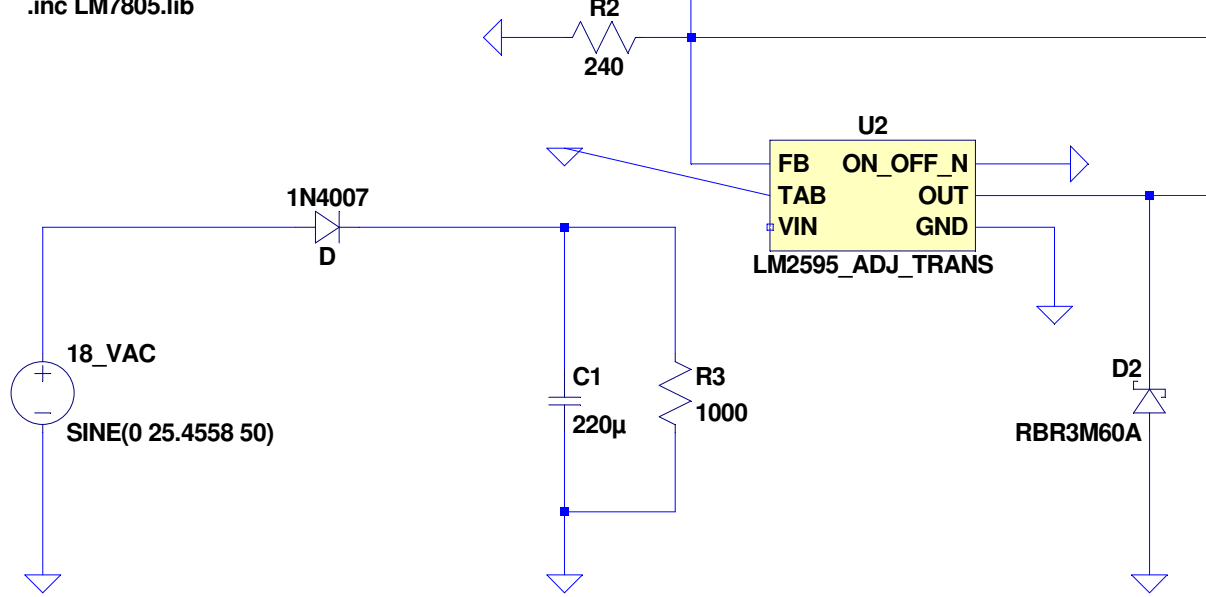 .inc LM7805.lib
R2
240
U2
FB ON_OFF_N
TAB OUT
VIN GND
LM2595_ADJ_TRANS
1N4007
D
18_VAC
SINE(0 25.4558 50)
C1
220µ
R3
1000
D2
RBR3M60A